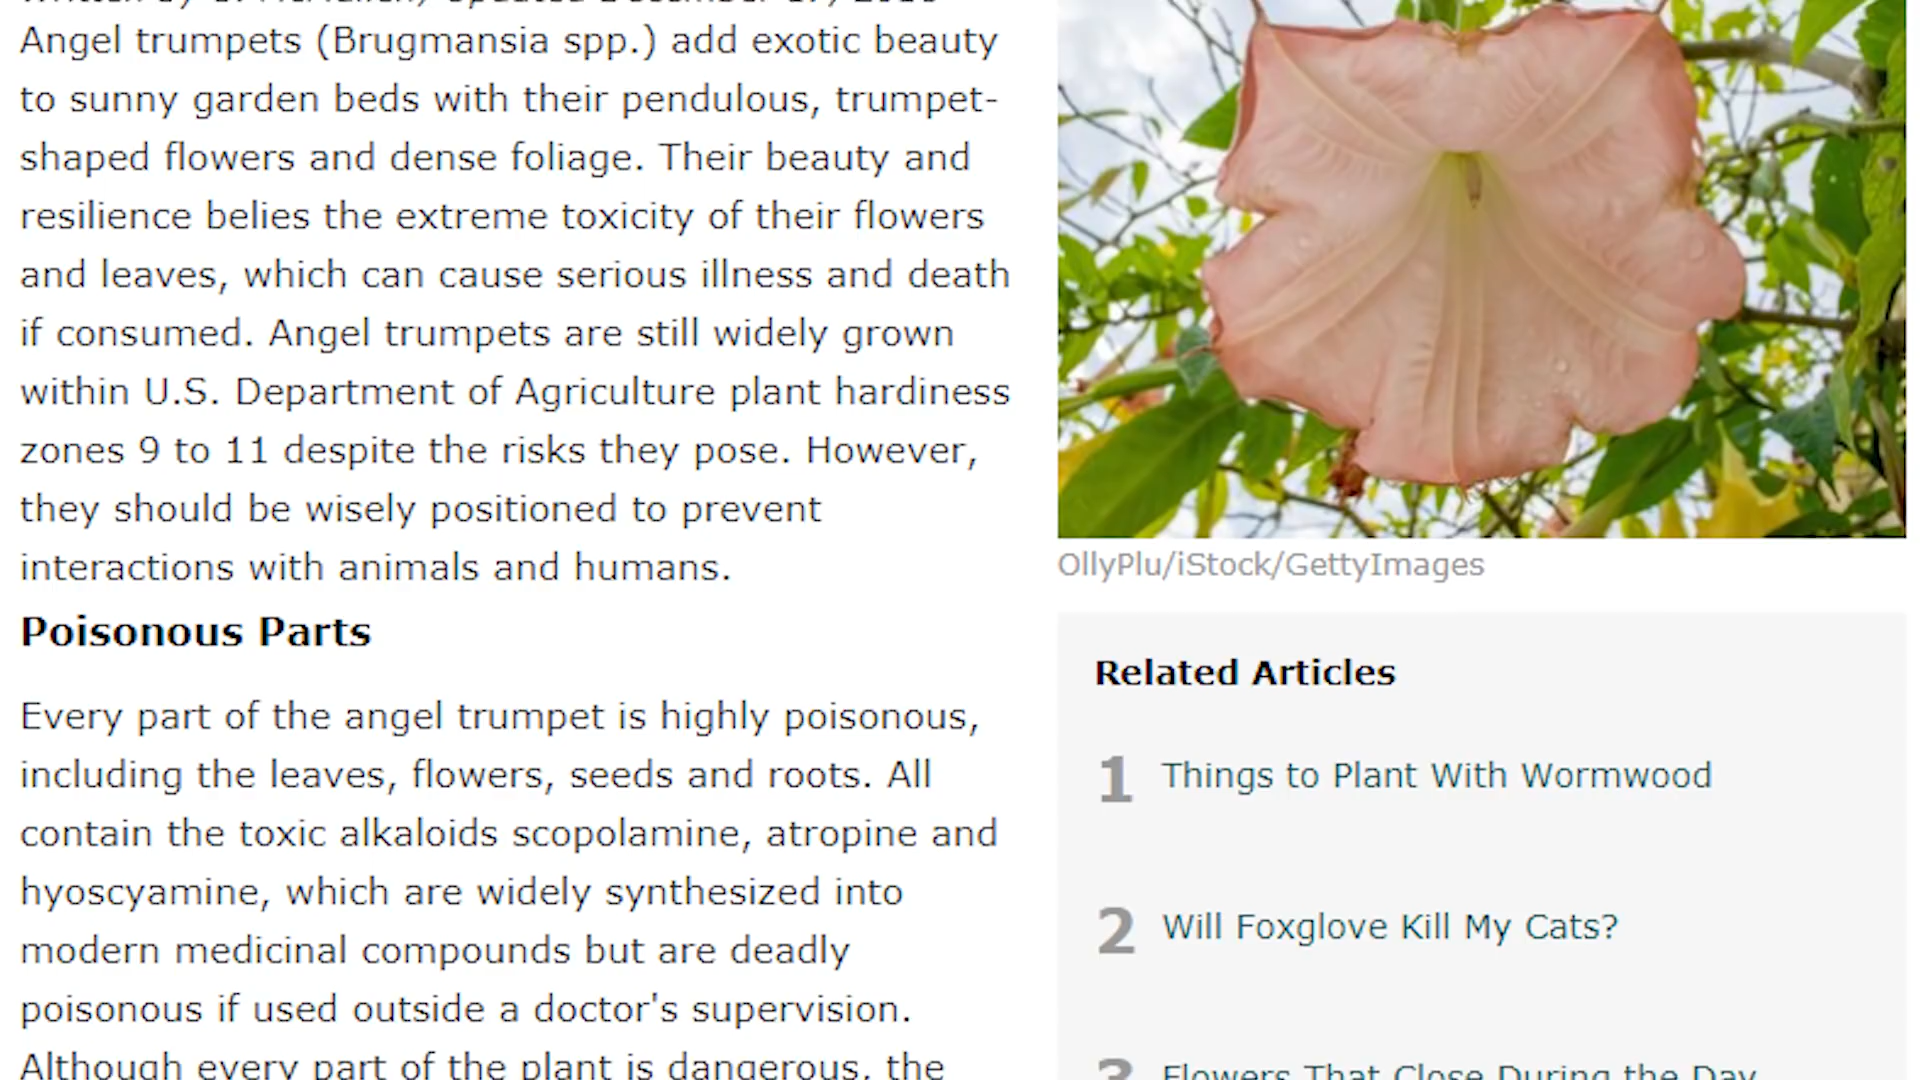 Angel trumpets (Brugmansia spp.) add exotic beauty
to sunny garden beds with their pendulous, trumpet-
shaped flowers and dense foliage. Their beauty and
resilience belies the extreme toxicity of their flowers
and leaves, which can cause serious illness and death
if consumed. Angel trumpets are still widely grown
within U.S. Department of Agriculture plant hardiness
zones 9 to 11 despite the risks they pose. However,
they should be wisely positioned to prevent
interactions with animals and humans.
Poisonous Parts
Every part of the angel trumpet is highly poisonous,
including the leaves, flowers, seeds and roots. All
contain the toxic alkaloids scopolamine, atropine and
hyoscyamine, which are widely synthesized into
modern medicinal compounds but are deadly
poisonous if used outside a doctor's supervision.
Although every part of the plant is dangerous, the
OllyPlu/iStock/GettyImages
Related Articles
1 Things to Plant With Wormwood
2 Will Foxglove Kill My Cats?
3 Flowers That Close During the Day